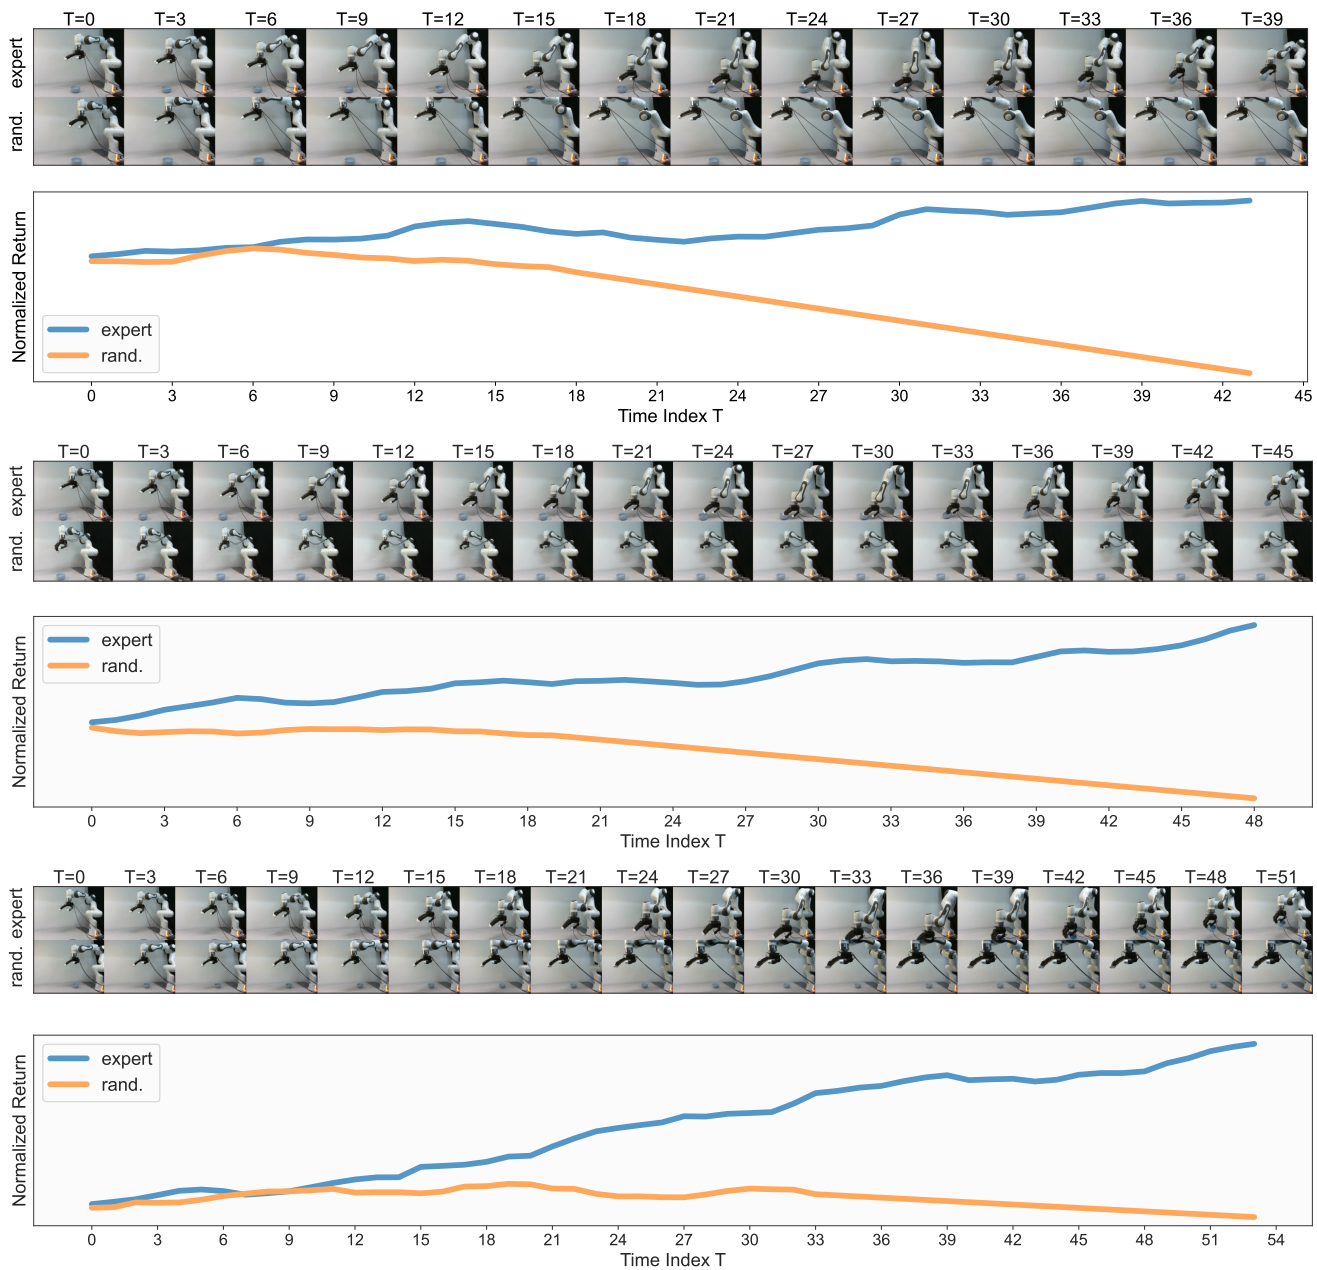 T=0 T=3 T=6 T=9 T=12 T=15 T=18 T=21 T=24 T=27 T=30 T=33 T=36 T=39
expert
rand.
Normalized Return
expert
rand.
0 3 6 9 12 15 18 21 24 27 30 33 36 39 42 45
Time Index T
T=0 T=3 T=6 T=9 T=12 T=15 T=18 T=21 T=24 T=27 T=30 T=33 T=36 T=39 T=42 T=45
expert
rand.
Normalized Return
expert
rand.
0 3 6 9 12 15 18 21 24 27 30 33 36 39 42 45 48
Time Index T
T=0 T=3 T=6 T=9 T=12 T=15 T=18 T=21 T=24 T=27 T=30 T=33 T=36 T=39 T=42 T=45 T=48 T=51
expert
rand.
Normalized Return
expert
rand.
0 3 6 9 12 15 18 21 24 27 30 33 36 39 42 45 48 51 54
Time Index T